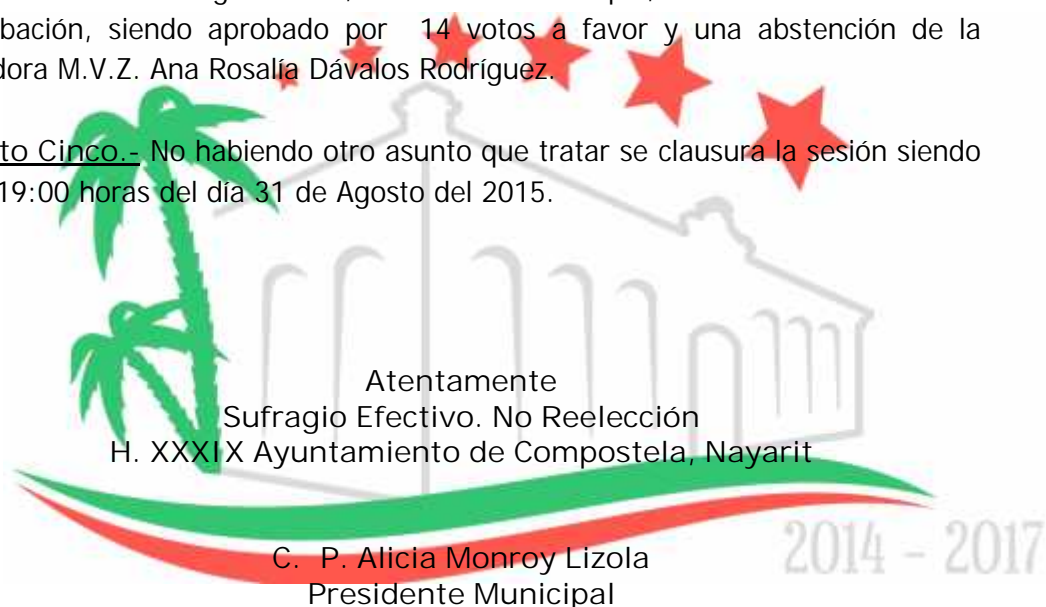 bación, siendo aprobado por 14 votos a favor y una abstención de la
dora M.V.Z. Ana Rosalía Dávalos Rodríguez.
to Cinco.- No habiendo otro asunto que tratar se clausura la sesión siendo
19:00 horas del día 31 de Agosto del 2015.
Atentamente
Sufragio Efectivo. No Reelección
H. XXXIX Ayuntamiento de Compostela, Nayarit
2014 - 2017
C. P. Alicia Monroy Lizola
Presidente Municipal